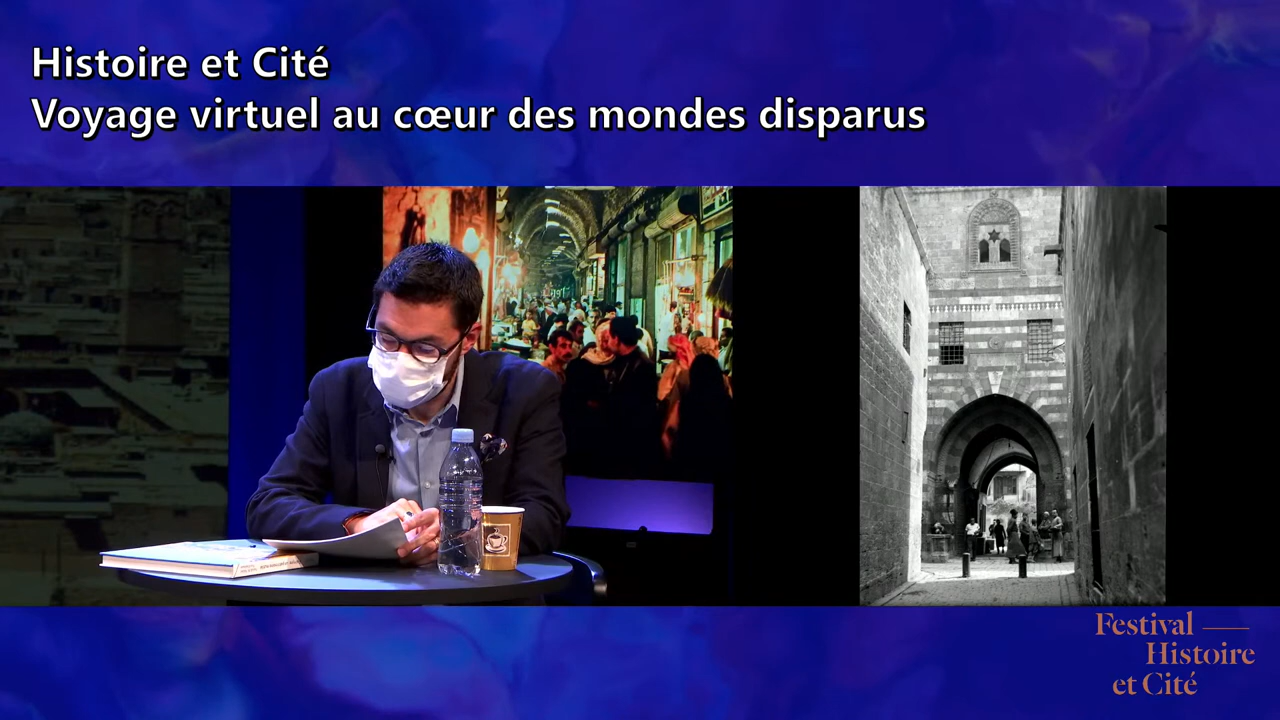 Histoire et Cité
Voyage virtuel au cœur des mondes disparus
Festival
Histoire
et Cité